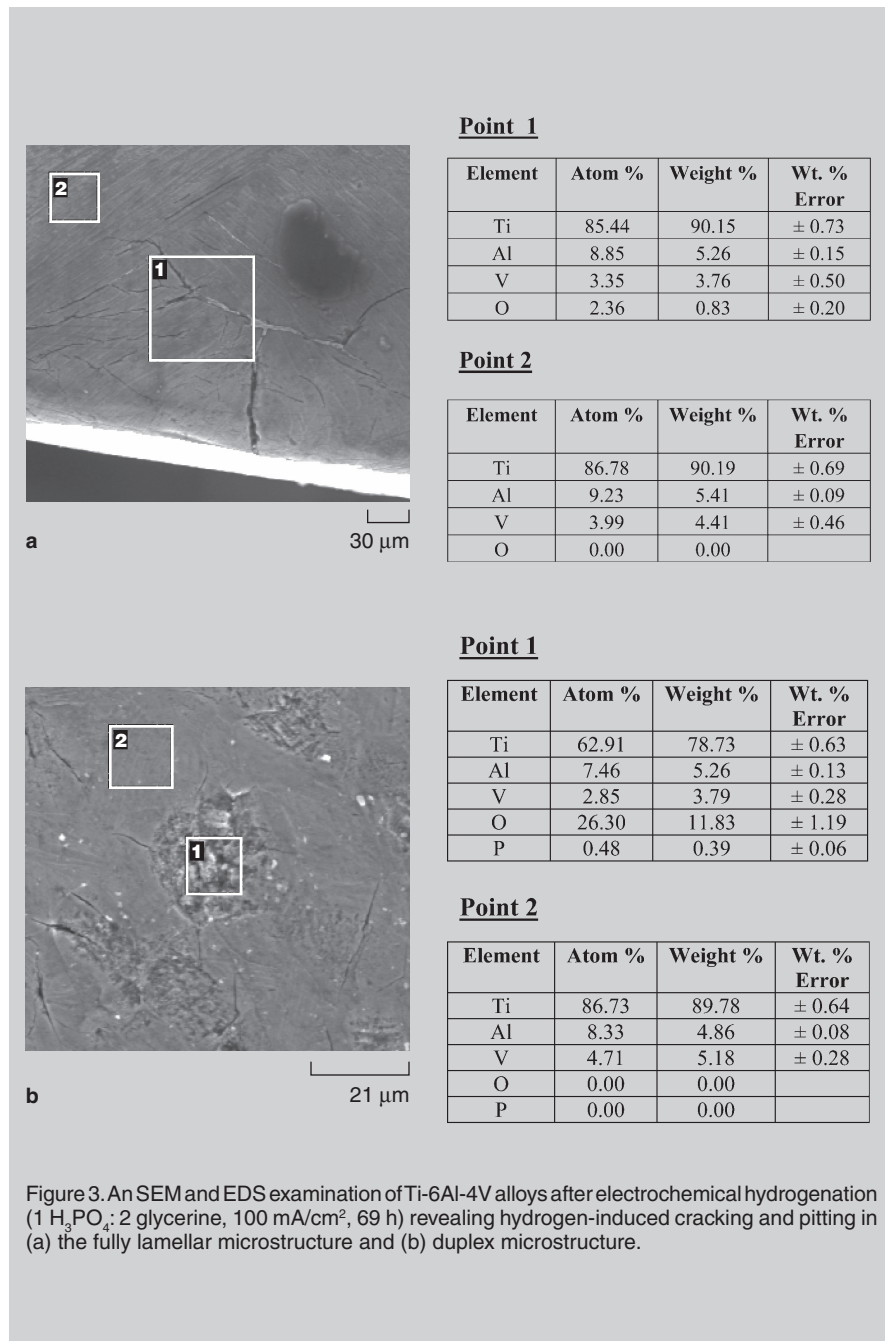 Point 1
Element Atom % Weight % Wt. %
Error
Ti 85.44 90.15 ± 0.73
Al 8.85 5.26 ± 0.15
V 3.35 3.76 ± 0.50
O 2.36 0.83 ± 0.20
2
1
Point 2
Element Atom % Weight % Wt. %
Error
Ti 86.78 90.19 ± 0.69
Al 9.23 5.41 ± 0.09
V 3.99 4.41 ± 0.46
O 0.00 0.00
a 30 µm
Point 1
Element Atom % Weight % Wt. %
Error
Ti 62.91 78.73 ± 0.63
Al 7.46 5.26 ± 0.13
V 2.85 3.79 ± 0.28
O 26.30 11.83 ± 1.19
P 0.48 0.39 ± 0.06
2
1
Point 2
Element Atom % Weight % Wt. %
Error
Ti 86.73 89.78 ± 0.64
Al 8.33 4.86 ± 0.08
V 4.71 5.18 ± 0.28
O 0.00 0.00
P 0.00 0.00
b 21 µm
Figure 3. An SEM and EDS examination of Ti-6Al-4V alloys after electrochemical hydrogenation
(1 H₃PO₄: 2 glycerine, 100 mA/cm², 69 h) revealing hydrogen-induced cracking and pitting in
(a) the fully lamellar microstructure and (b) duplex microstructure.